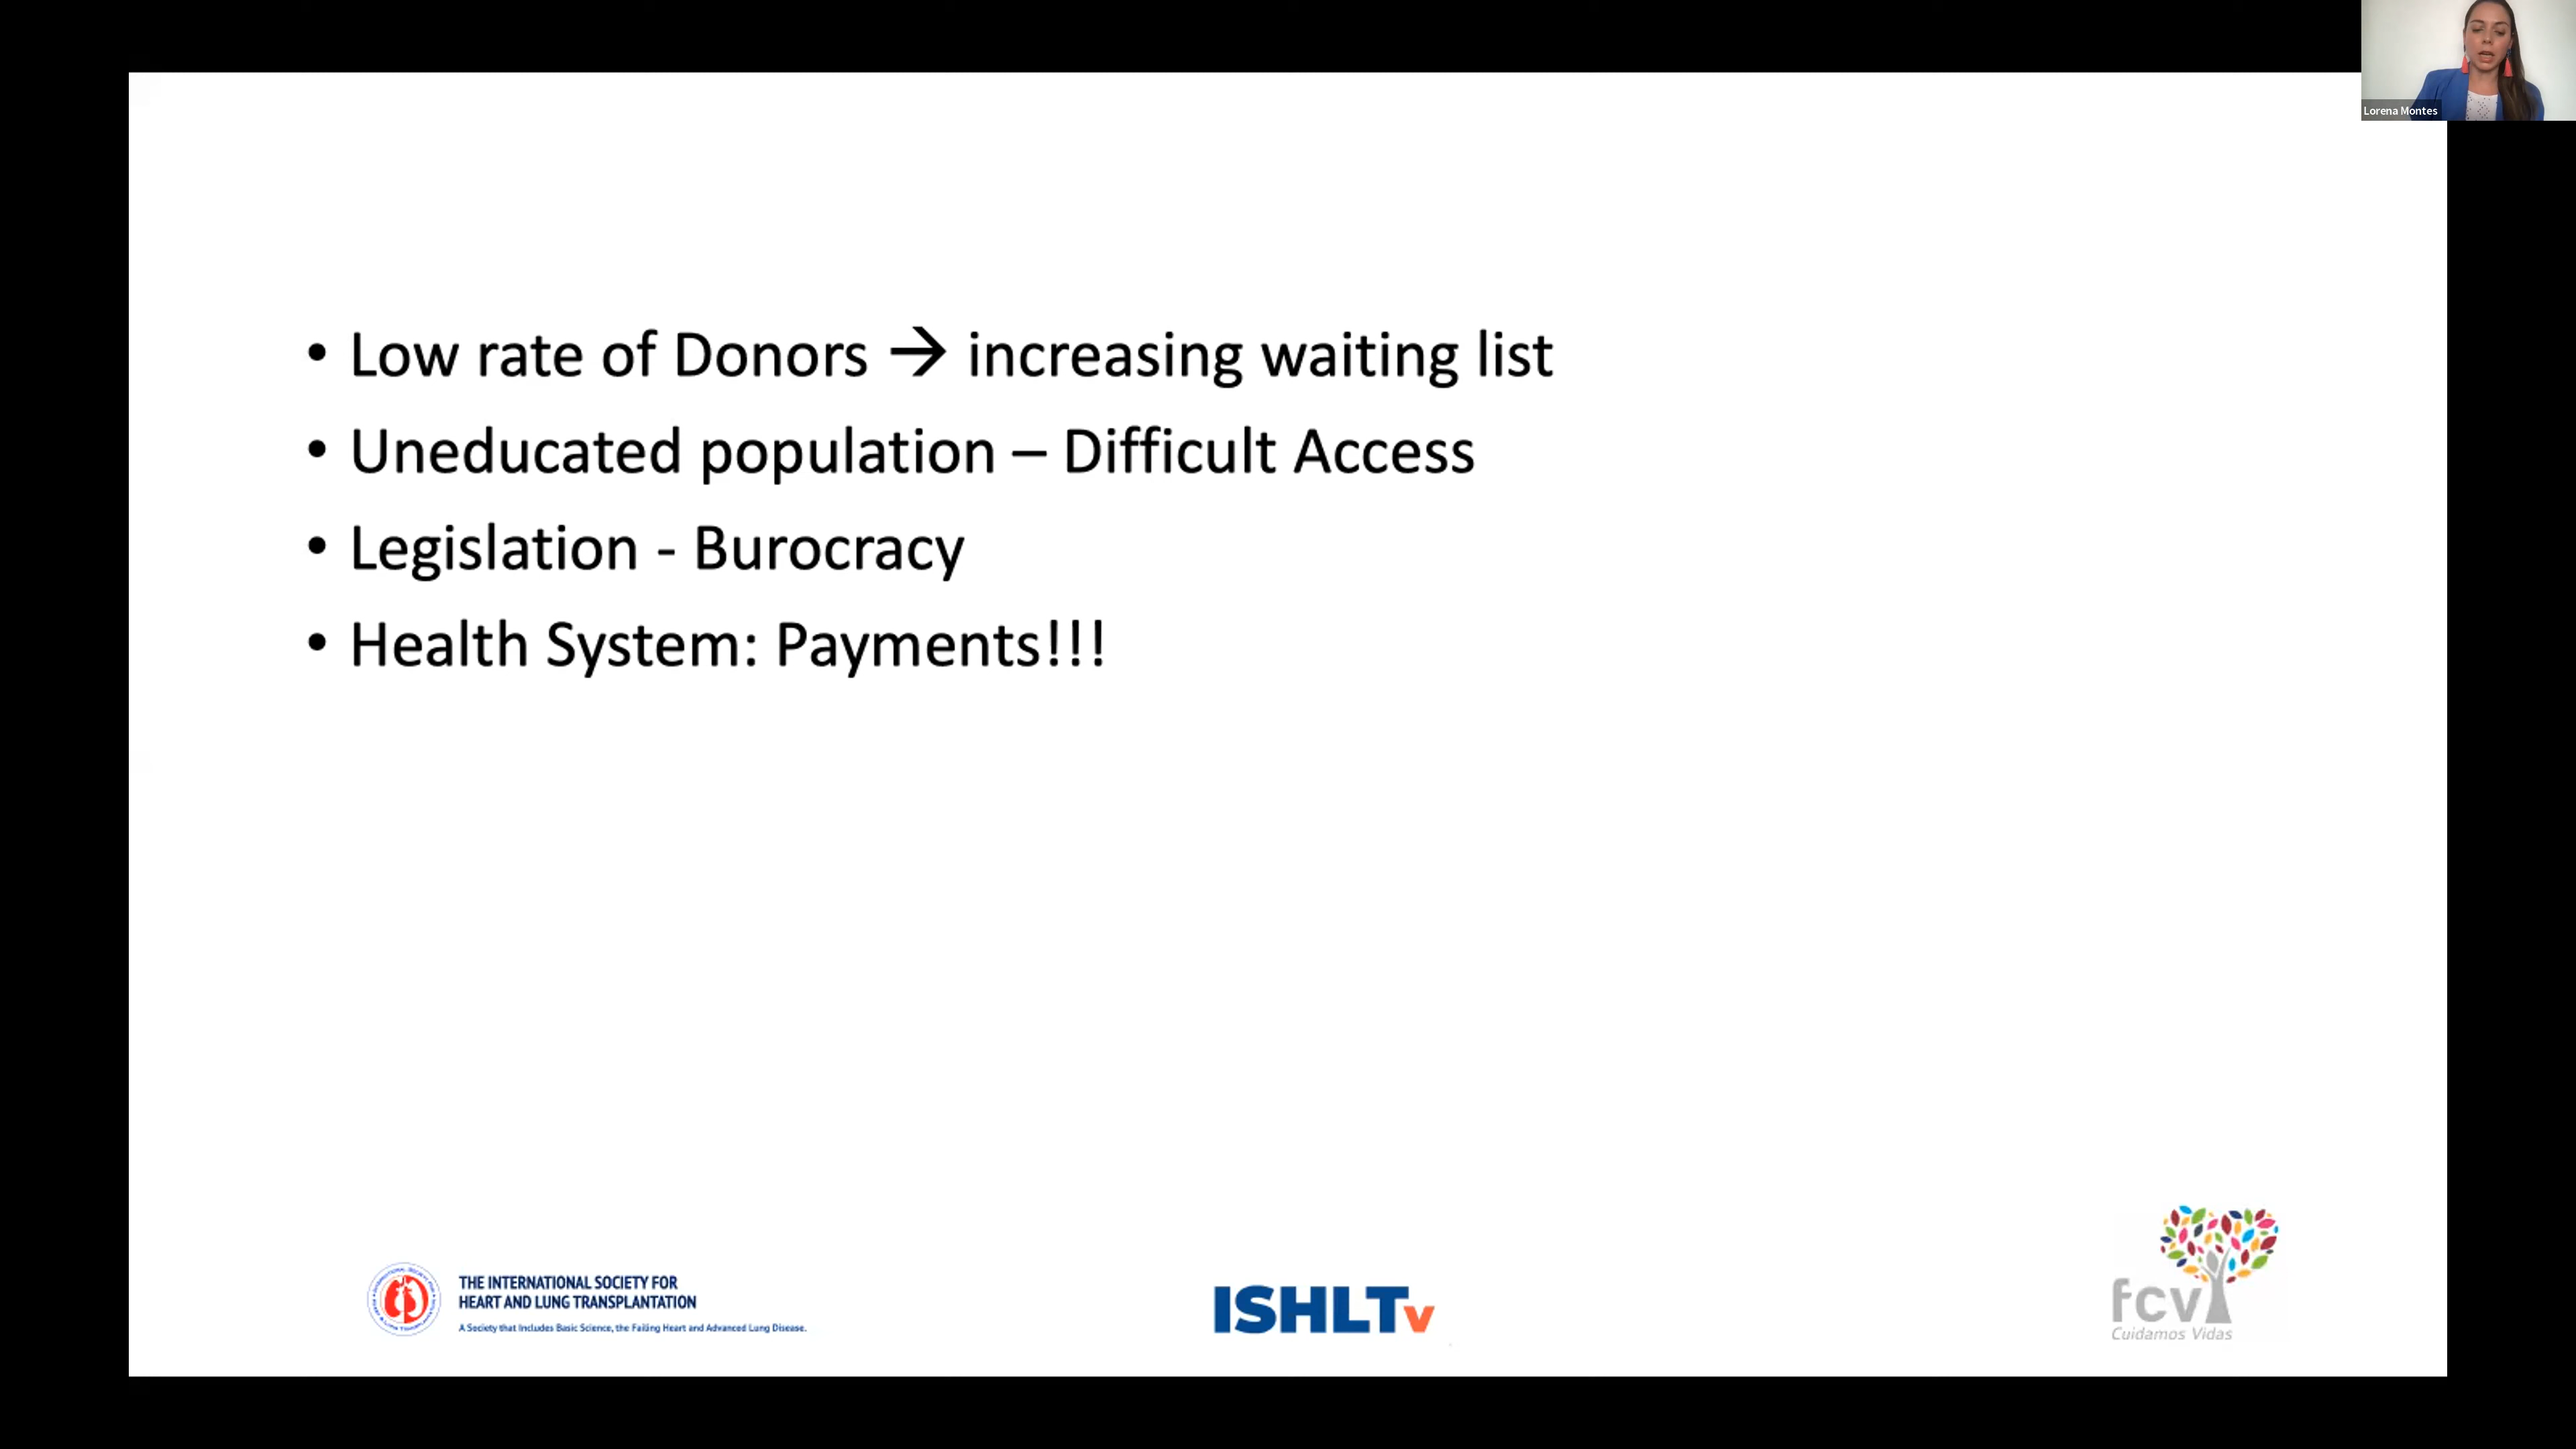 Lorena Montes
• Low rate of Donors → increasing waiting list
• Uneducated population – Difficult Access
• Legislation - Burocracy
• Health System: Payments!!!
THE INTERNATIONAL SOCIETY FOR
HEART AND LUNG TRANSPLANTATION
A Society that Includes Basic Science, the Failing Heart and Advanced Lung Disease.
ISHLTv
fcv
Cuidamos Vidas